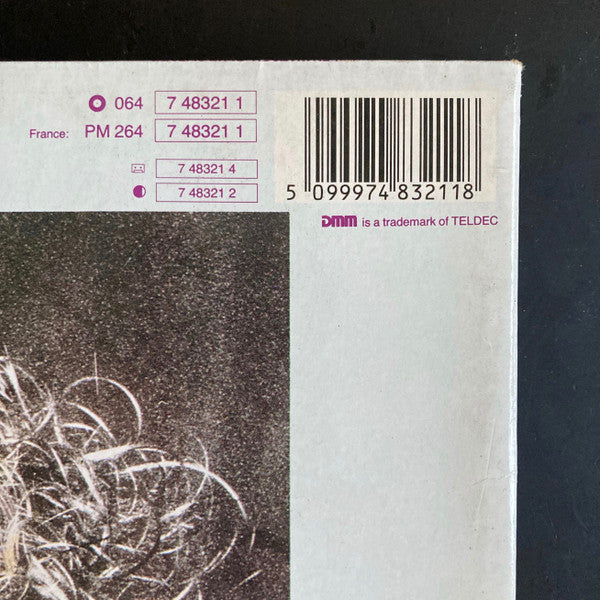 064 7 48321 1
France: PM 264 7 48321 1
7 48321 4
7 48321 2
5 099974 832118
DMM is a trademark of TELDEC